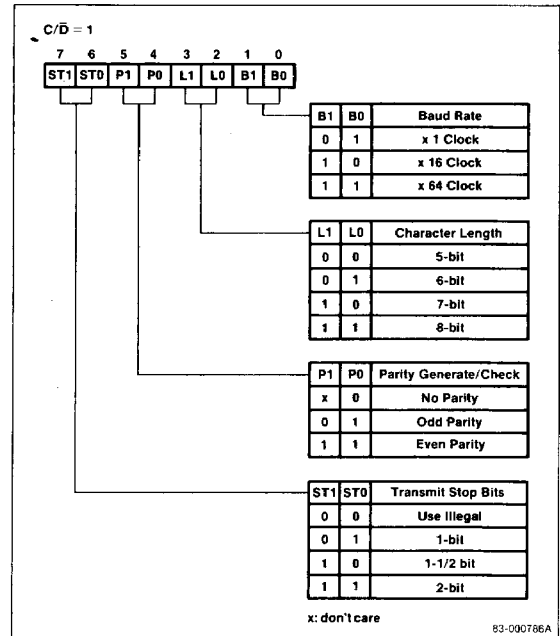 C/D̅ = 1
7 6 5 4 3 2 1 0
ST1 ST0 P1 P0 L1 L0 B1 B0
B1 B0 Baud Rate
0 1 x 1 Clock
1 0 x 16 Clock
1 1 x 64 Clock
L1 L0 Character Length
0 0 5-bit
0 1 6-bit
1 0 7-bit
1 1 8-bit
P1 P0 Parity Generate/Check
x 0 No Parity
0 1 Odd Parity
1 1 Even Parity
ST1 ST0 Transmit Stop Bits
0 0 Use Illegal
0 1 1-bit
1 0 1-1/2 bit
1 1 2-bit
x: don't care
83-000786A